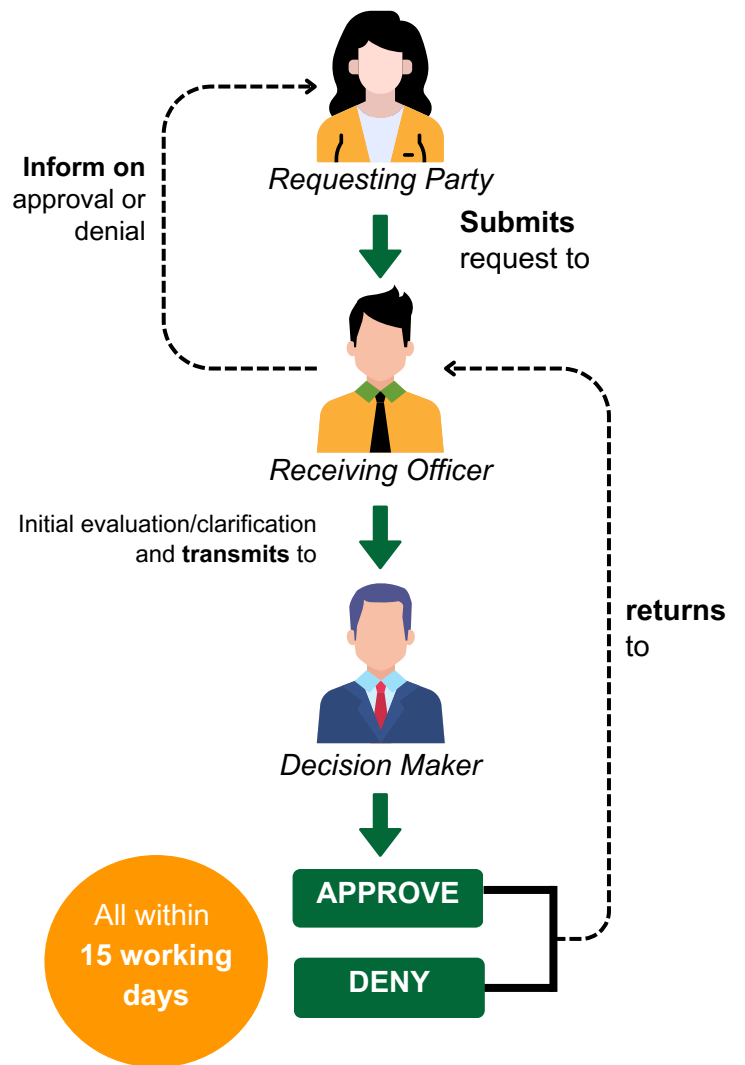 Requesting Party
Inform on
approval or
denial
Submits
request to
Receiving Officer
Initial evaluation/clarification
and transmits to
returns
to
Decision Maker
APPROVE
DENY
All within
15 working
days